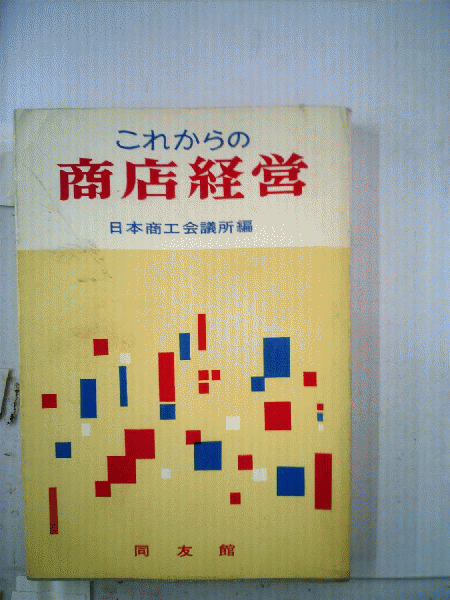 これからの
商店経営
日本商工会議所編
同友館